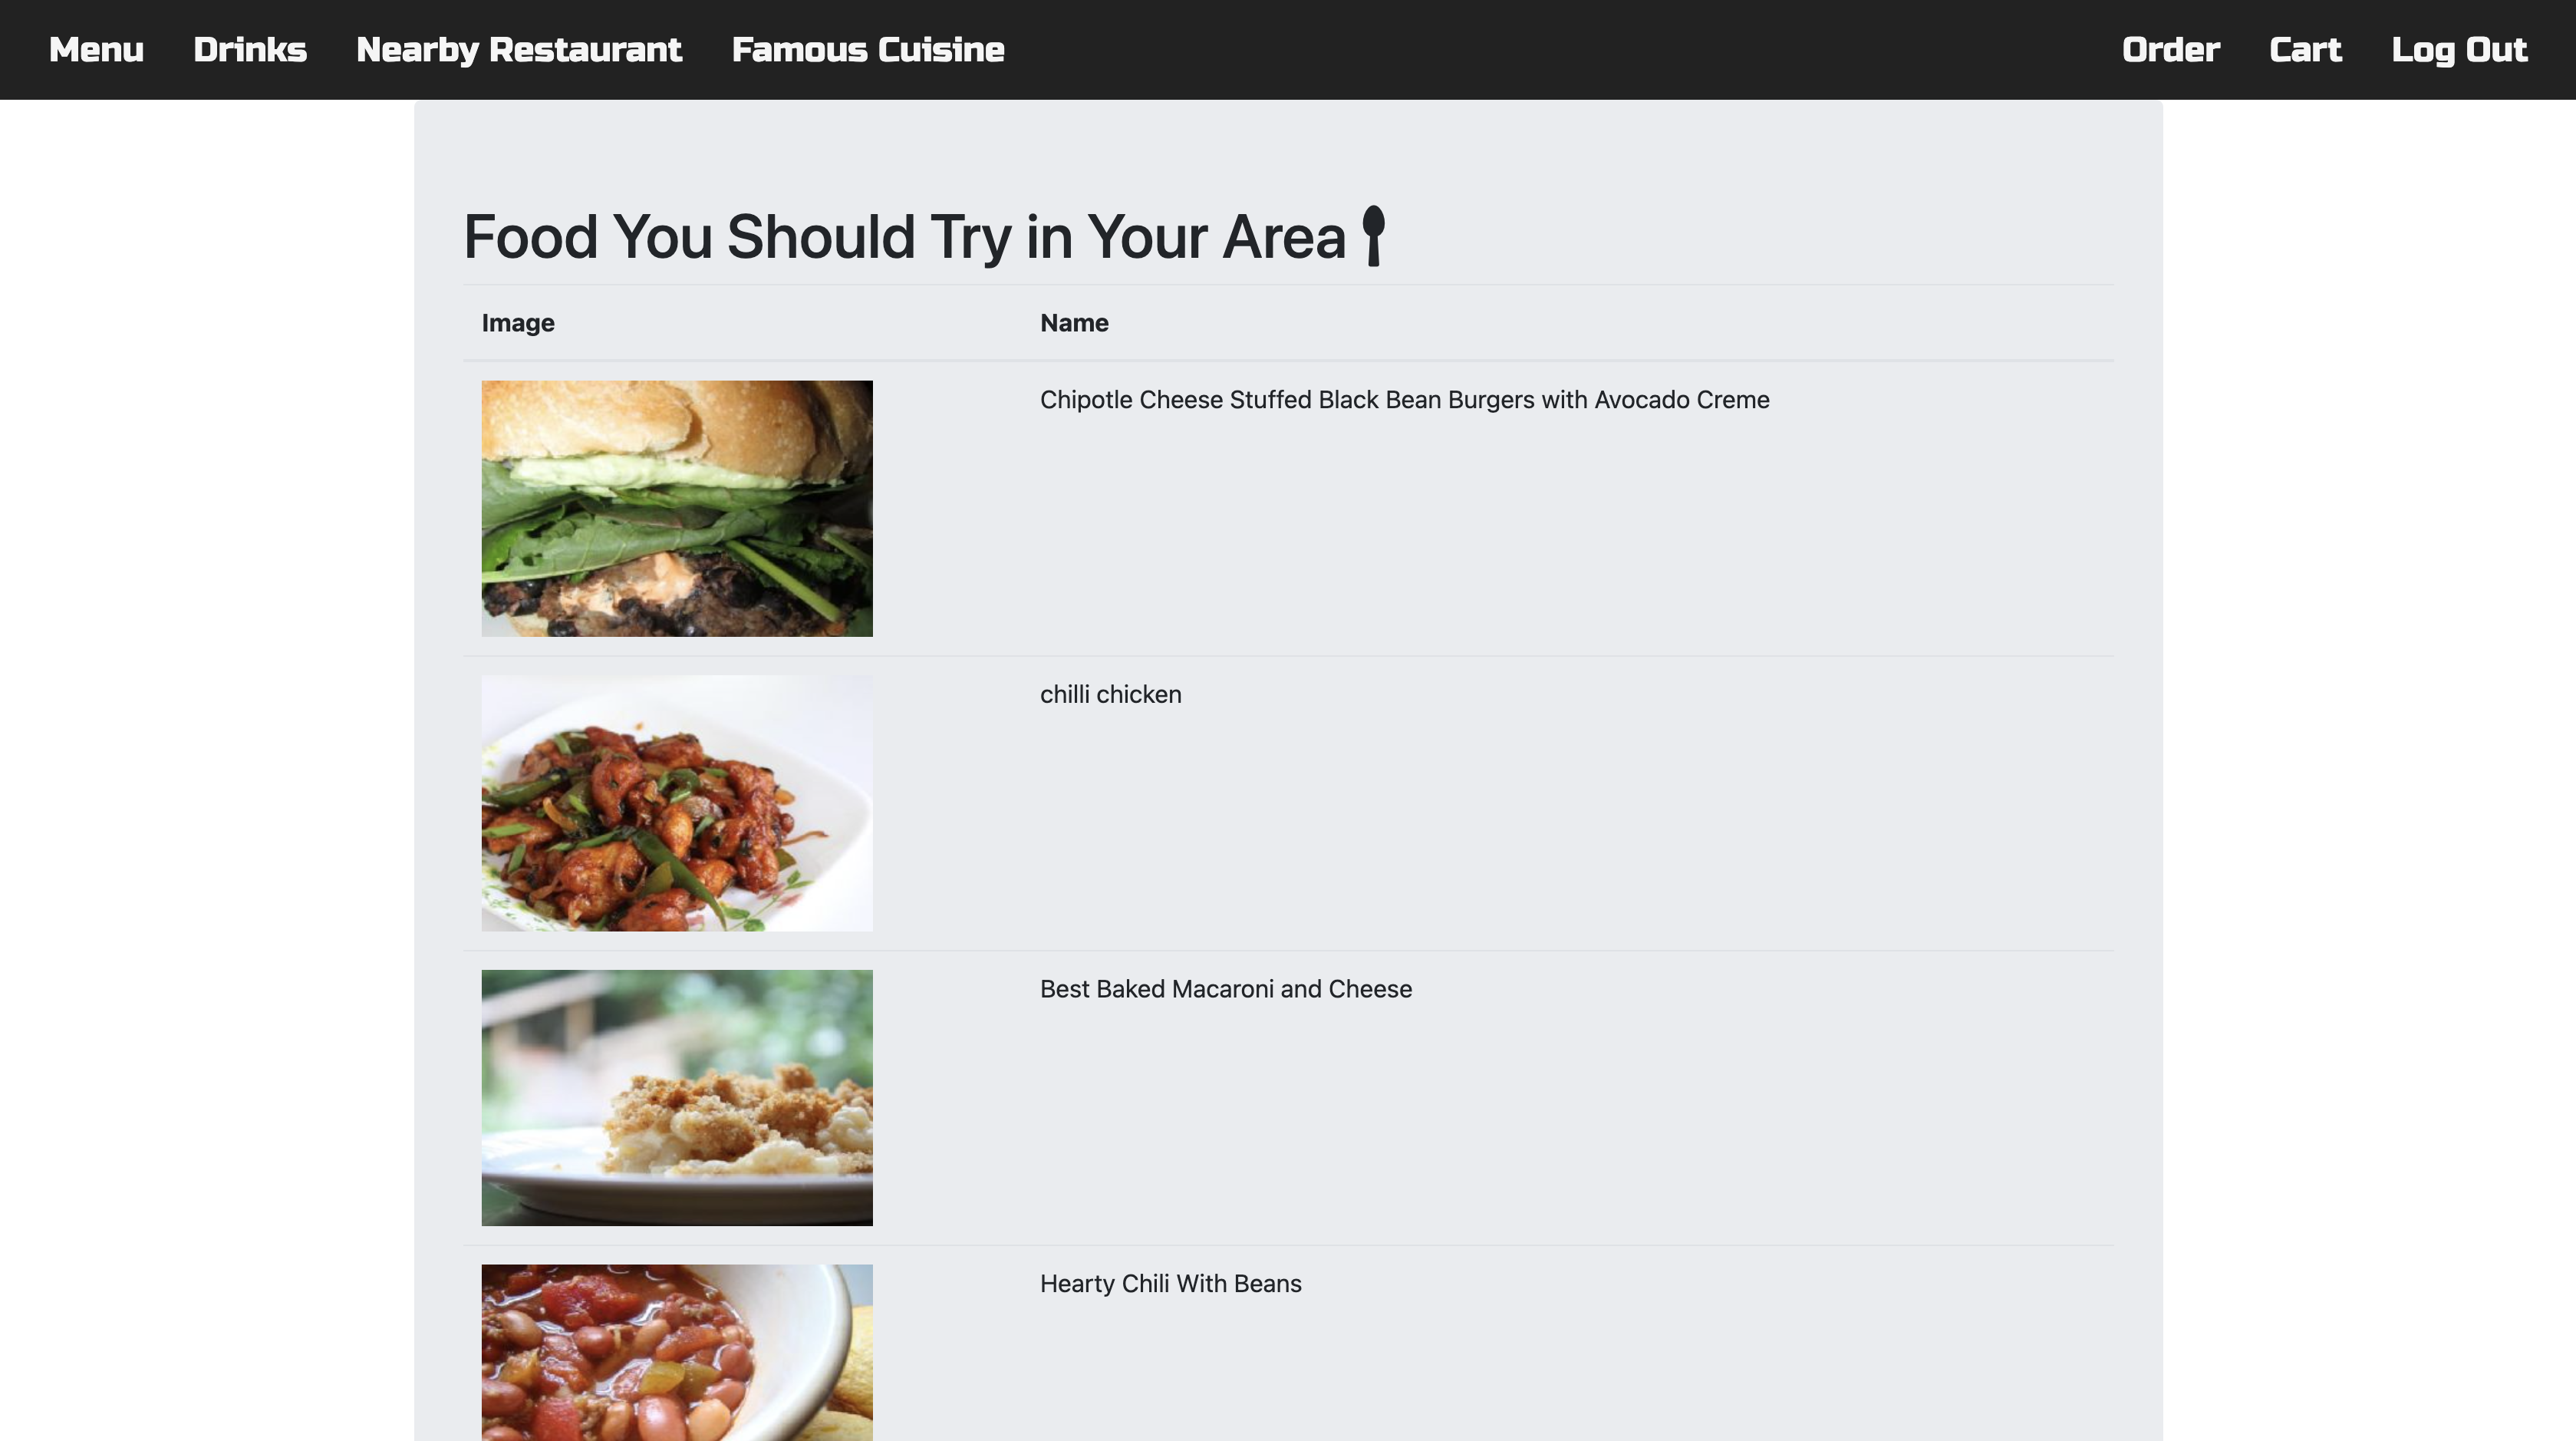 Menu Drinks Nearby Restaurant Famous Cuisine Order Cart Log Out
Food You Should Try in Your Area
Image Name
Chipotle Cheese Stuffed Black Bean Burgers with Avocado Creme
chilli chicken
Best Baked Macaroni and Cheese
Hearty Chili With Beans